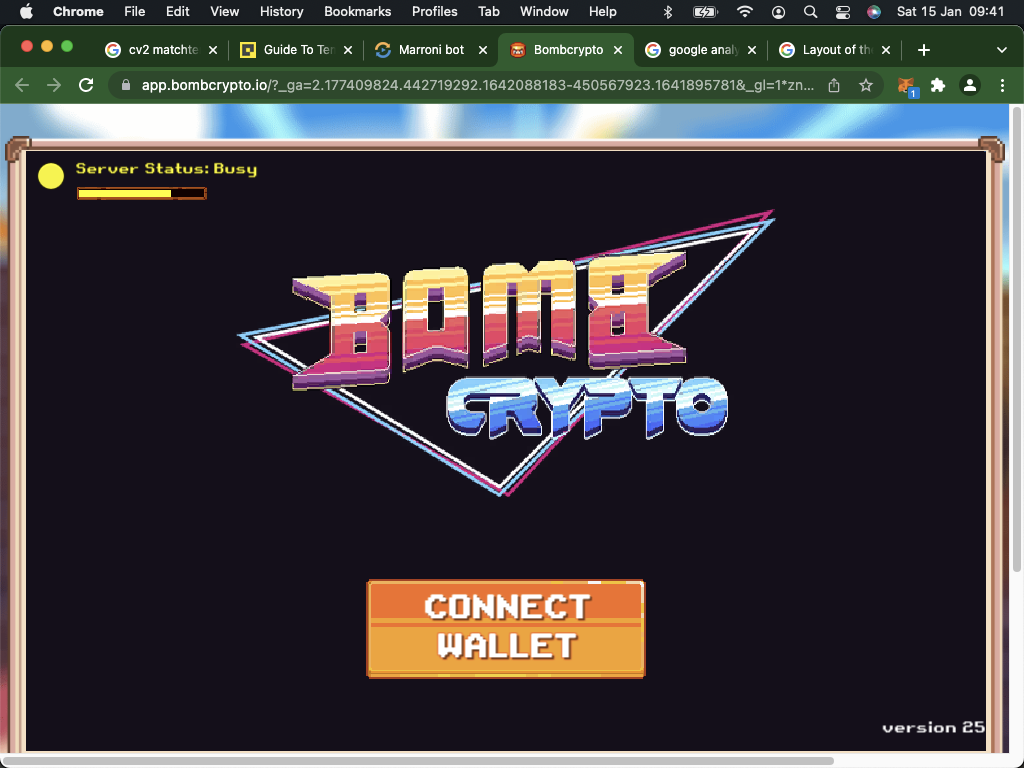 Chrome File Edit View History Bookmarks Profiles Tab Window Help Sat 15 Jan 09:41
cv2 matchte Guide To Ter Marroni bot Bombcrypto google analy Layout of the
app.bombcrypto.io/?_ga=2.177409824.442719292.1642088183-450567923.1641895781&_gl=1*zn...
1
Server Status: Busy
BOMB
CRYPTO
CONNECT
WALLET
version 25